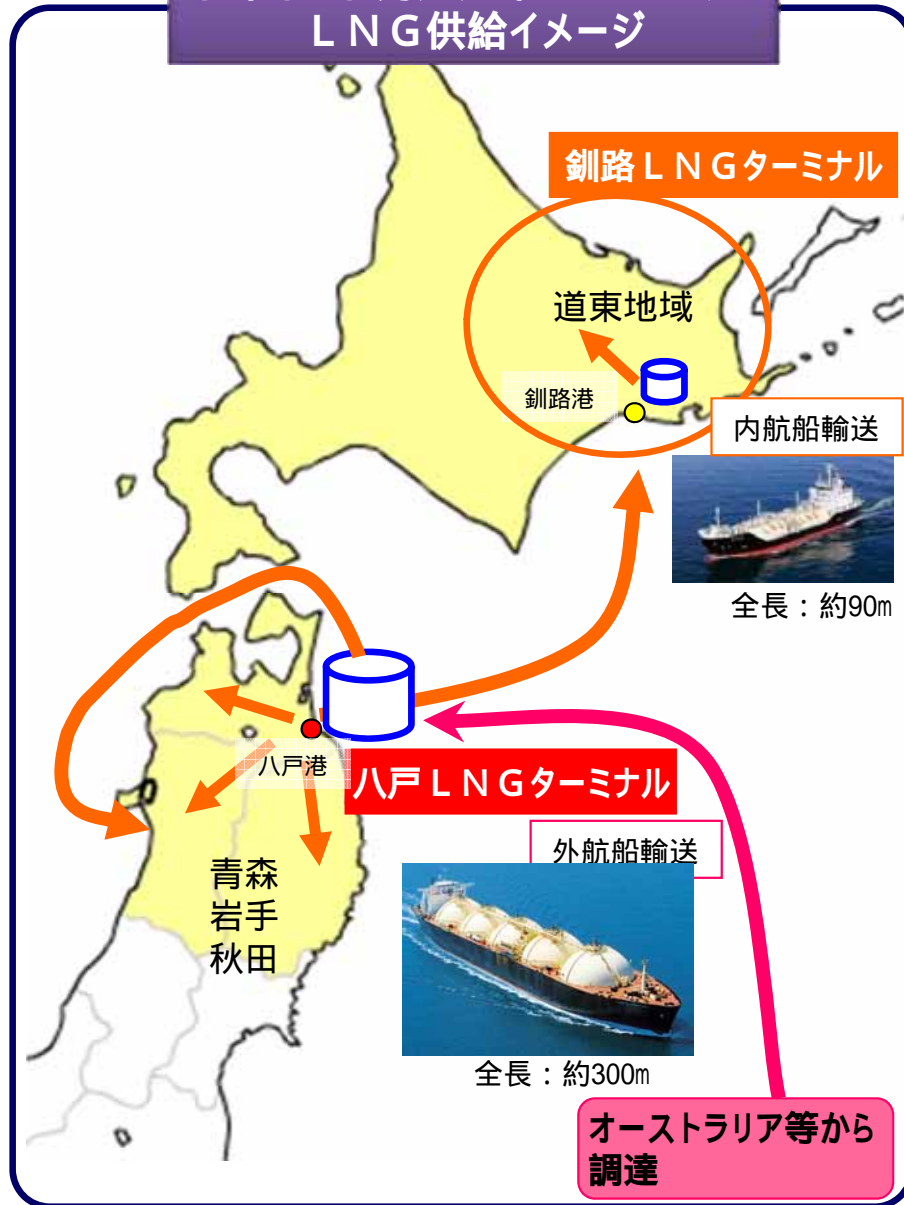 ＬＮＧ供給イメージ
釧路ＬＮＧターミナル
道東地域
釧路港
内航船輸送
全長：約90㎡
八戸港
八戸ＬＮＧターミナル
外航船輸送
青森
岩手
秋田
全長：約300㎡
オーストラリア等から
調達